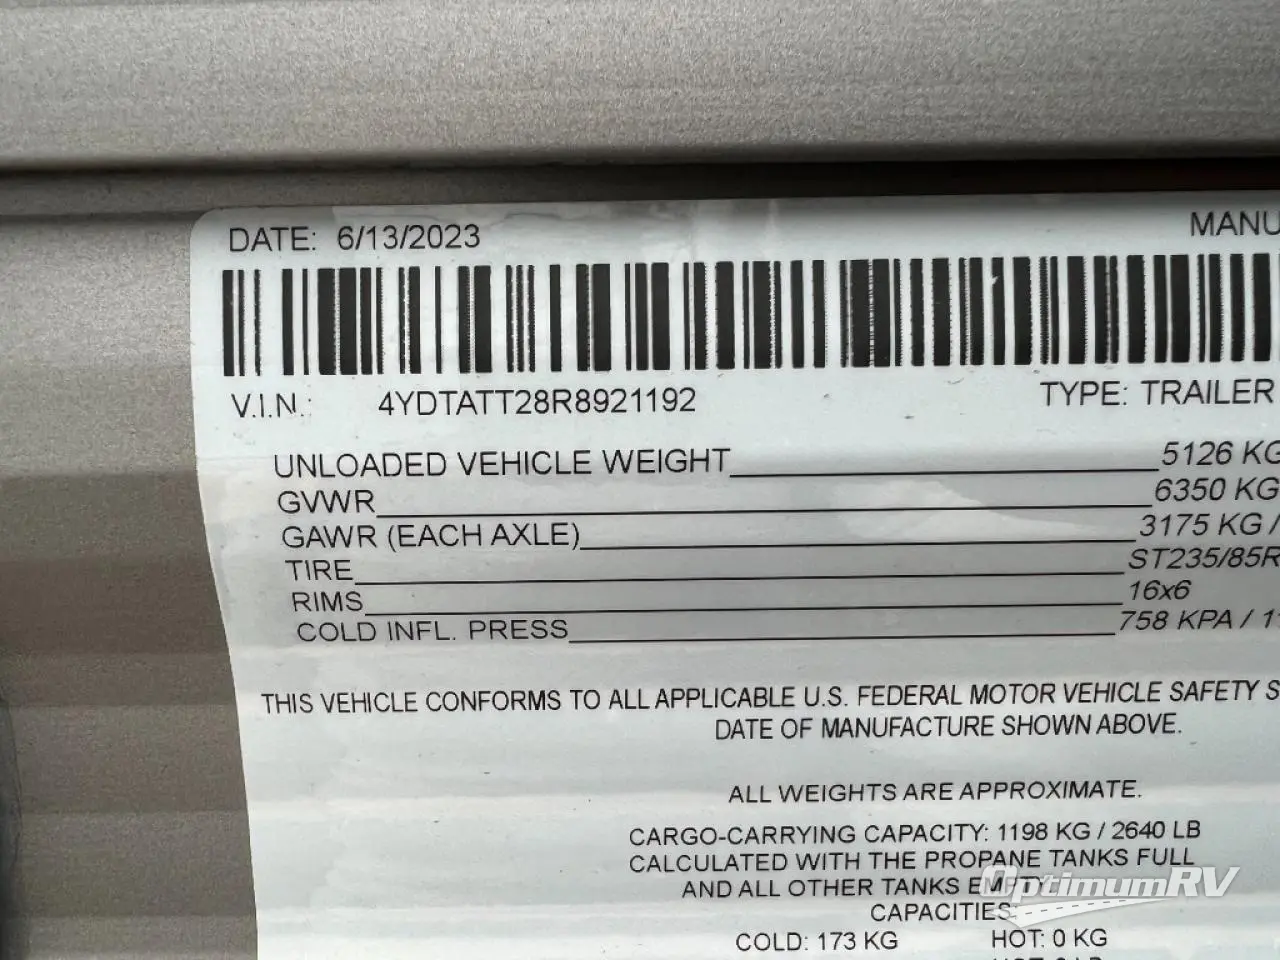 DATE: 6/13/2023
MANU
V.I.N.: 4YDTATT28R8921192
TYPE: TRAILER
UNLOADED VEHICLE WEIGHT 5126 KG
GVWR 6350 KG
GAWR (EACH AXLE) 3175 KG /
TIRE ST235/85R
RIMS 16x6
COLD INFL. PRESS 758 KPA / 1
THIS VEHICLE CONFORMS TO ALL APPLICABLE U.S. FEDERAL MOTOR VEHICLE SAFETY S
DATE OF MANUFACTURE SHOWN ABOVE.
ALL WEIGHTS ARE APPROXIMATE.
CARGO-CARRYING CAPACITY: 1198 KG / 2640 LB
CALCULATED WITH THE PROPANE TANKS FULL
AND ALL OTHER TANKS EMPTY
OptimumRV
CAPACITIES:
COLD: 173 KG HOT: 0 KG